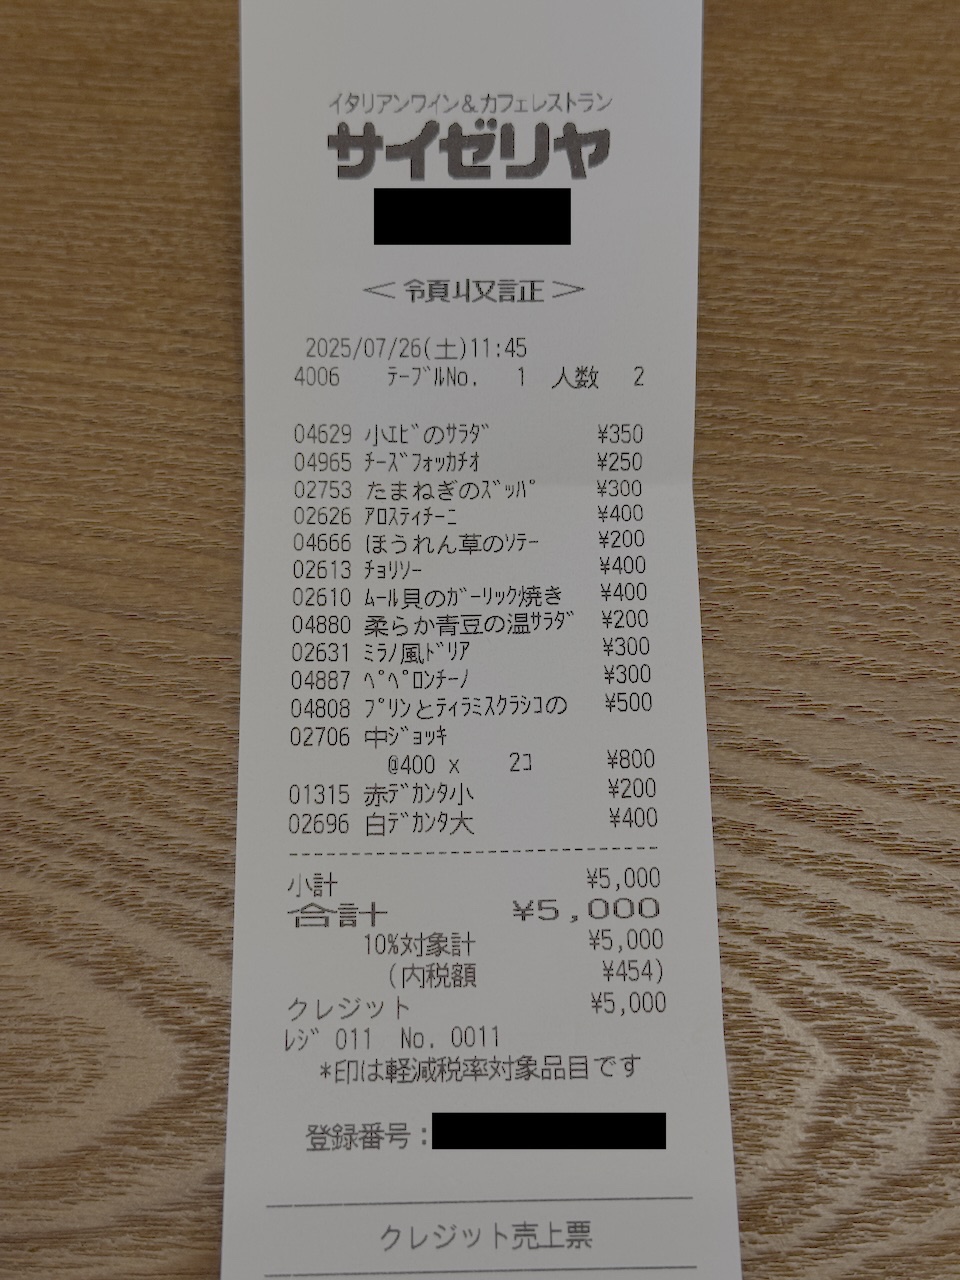 イタリアンワイン&カフェレストラン
サイゼリヤ
＜領収証＞
2025/07/26(土)11:45
4006 ﾃｰﾌﾞﾙNo. 1 人数 2
04629 小ｴﾋﾞのｻﾗﾀﾞ ¥350
04965 ﾁｰｽﾞﾌｫｯｶﾁｵ ¥250
02753 たまねぎのｽﾞｯﾊﾟ ¥300
02626 ｱﾛｽﾃｨﾁｰﾆ ¥400
04666 ほうれん草のｿﾃｰ ¥200
02613 ﾁｮﾘｿｰ ¥400
02610 ﾑｰﾙ貝のｶﾞｰﾘｯｸ焼き ¥400
04880 柔らか青豆の温ｻﾗﾀﾞ ¥200
02631 ﾐﾗﾉ風ﾄﾞﾘｱ ¥300
04887 ﾍﾟﾍﾟﾛﾝﾁｰﾉ ¥300
04808 ﾌﾟﾘﾝとﾃｨﾗﾐｽｸﾗｼｺの ¥500
02706 中ｼﾞｮｯｷ
@400 x 2ｺ ¥800
01315 赤ﾃﾞｶﾝﾀ小 ¥200
02696 白ﾃﾞｶﾝﾀ大 ¥400
小計 ¥5,000
合計 ¥5,000
10%対象計 ¥5,000
(内税額 ¥454)
クレジット ¥5,000
ﾚｼﾞ 011 No. 0011
*印は軽減税率対象品目です
登録番号:
クレジット売上票